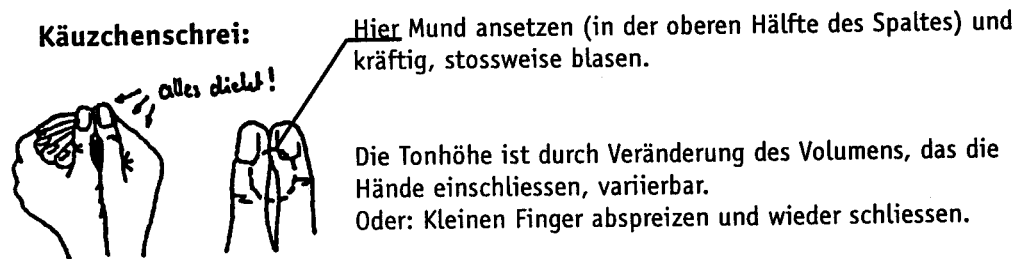 Käuzchenschrei:
alles dicht!
Hier Mund ansetzen (in der oberen Hälfte des Spaltes) und
kräftig, stossweise blasen.
Die Tonhöhe ist durch Veränderung des Volumens, das die
Hände einschliessen, variierbar.
Oder: Kleinen Finger abspreizen und wieder schliessen.